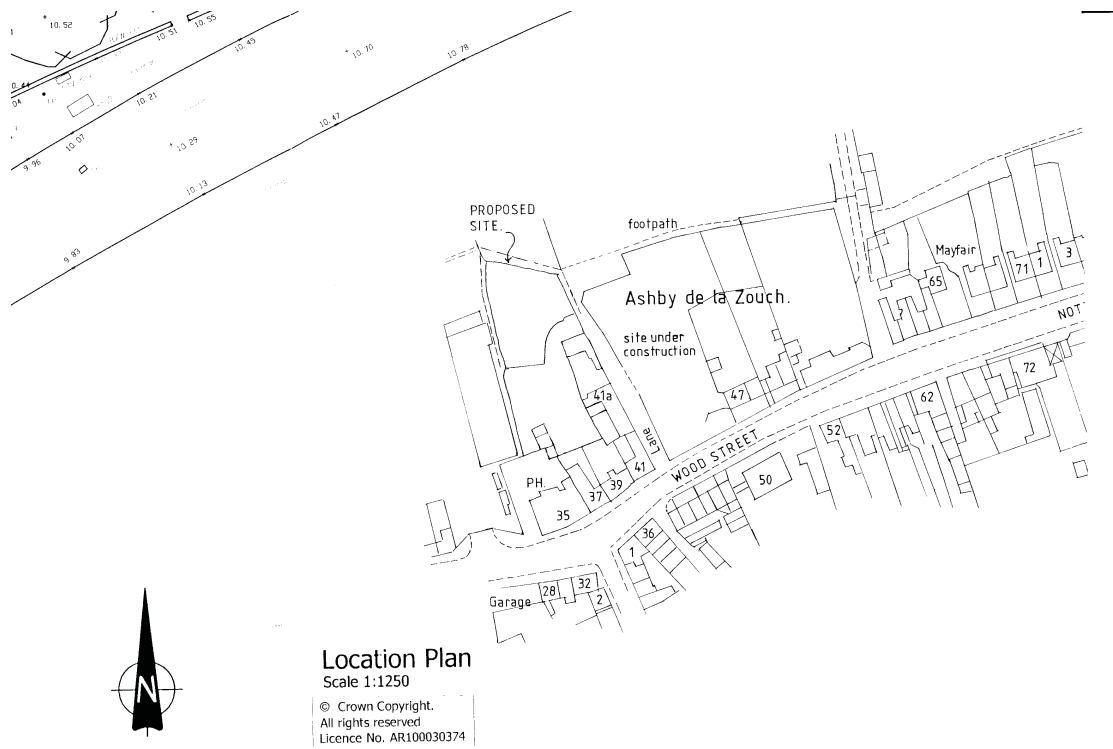 10.52
10.51
10.55
10.45
10.70
10.78
04
10.21
10.47
10.07
9.96
10.29
10.13
9.83
PROPOSED
SITE.
footpath
Mayfair
71
1
3
65
7
Ashby de la Zouch.
site under
construction
NOT
72
41a
47
62
52
Lane
WOOD STREET
41
50
PH.
39
37
35
36
1
28
32
2
Garage
Location Plan
Scale 1:1250
© Crown Copyright.
All rights reserved
Licence No. AR100030374
N